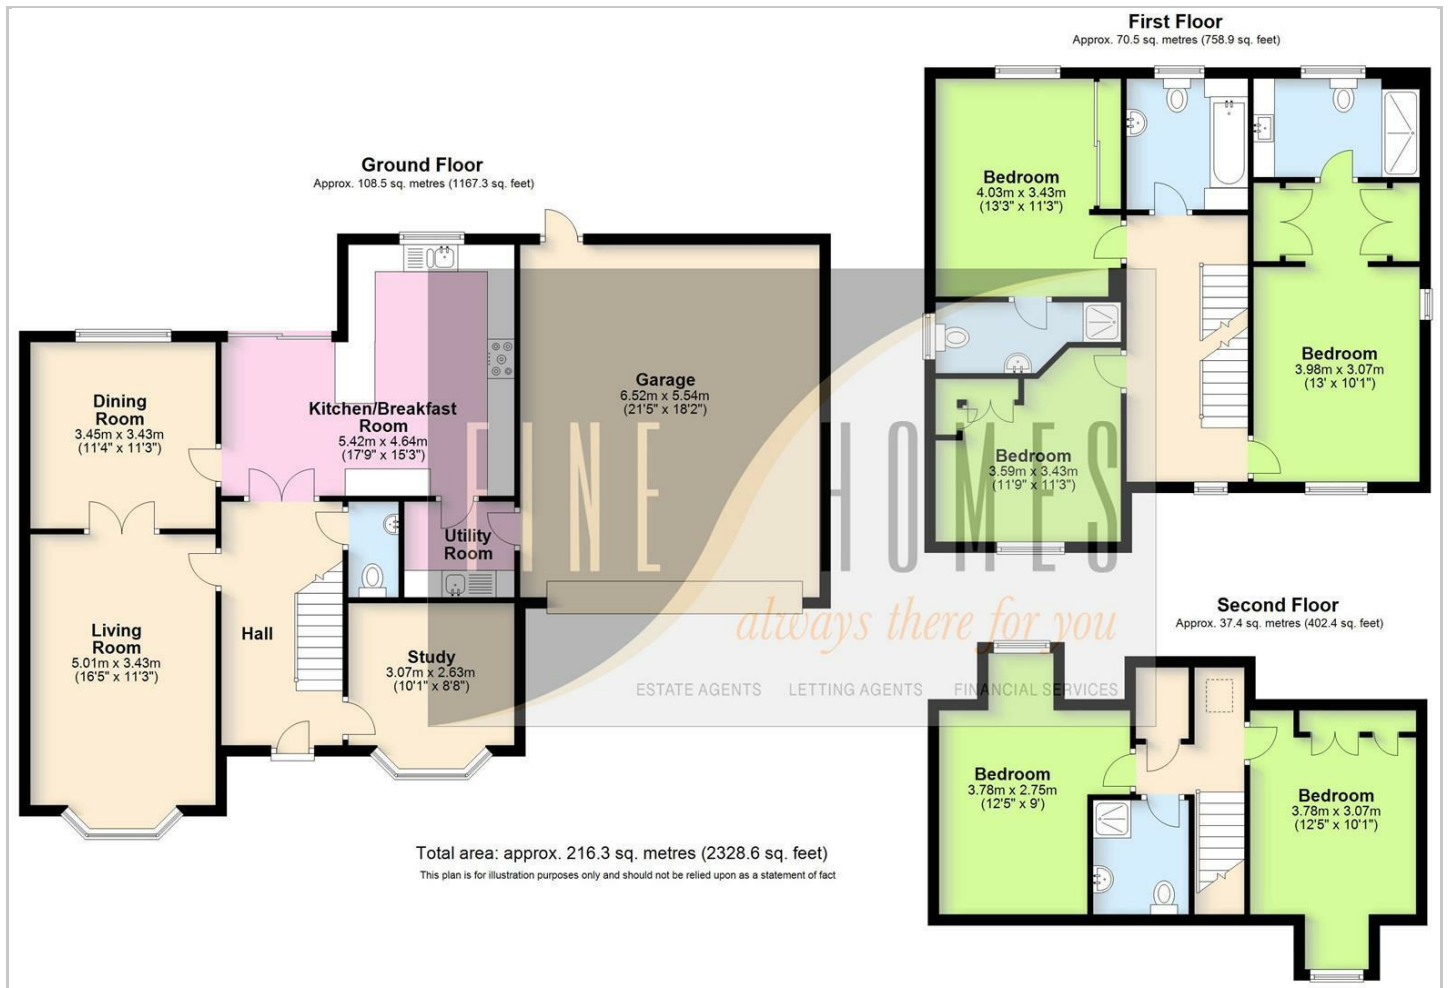 First Floor
Approx. 70.5 sq. metres (758.9 sq. feet)
Bedroom
4.03m x 3.43m
(13'3" x 11'3")
Bedroom
3.98m x 3.07m
(13' x 10'1")
Bedroom
3.59m x 3.43m
(11'9" x 11'3")
Ground Floor
Approx. 108.5 sq. metres (1167.3 sq. feet)
Dining
Room
3.45m x 3.43m
(11'4" x 11'3")
Kitchen/Breakfast
Room
5.42m x 4.64m
(17'9" x 15'3")
Garage
6.52m x 5.54m
(21'5" x 18'2")
Utility
Room
Living
Room
5.01m x 3.43m
(16'5" x 11'3")
Hall
Study
3.07m x 2.63m
(10'1" x 8'8")
FINE HOMES
always there for you
ESTATE AGENTS LETTING AGENTS FINANCIAL SERVICES
Second Floor
Approx. 37.4 sq. metres (402.4 sq. feet)
Bedroom
3.78m x 2.75m
(12'5" x 9')
Bedroom
3.78m x 3.07m
(12'5" x 10'1")
Total area: approx. 216.3 sq. metres (2328.6 sq. feet)
This plan is for illustration purposes only and should not be relied upon as a statement of fact